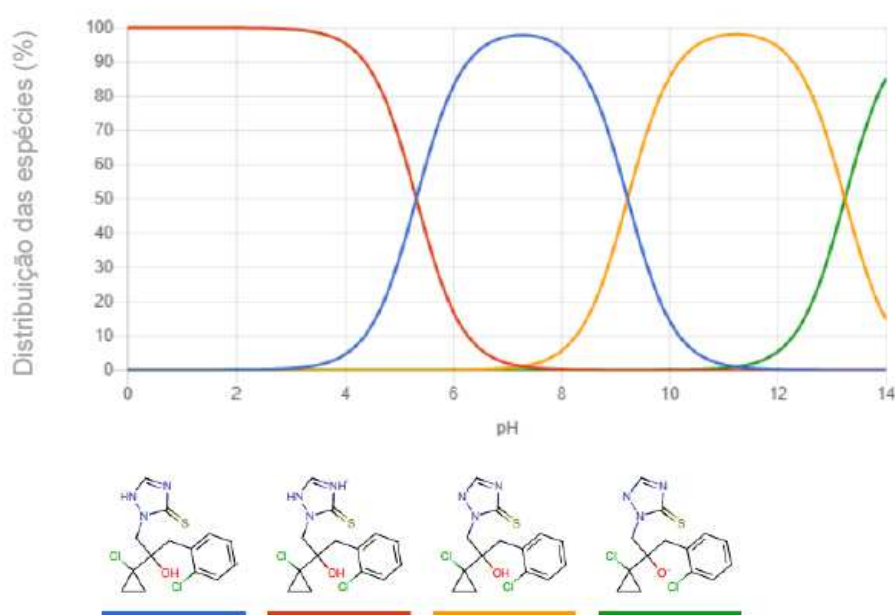 Distribuição das espécies (%)
100
90
80
70
60
50
40
30
20
10
0
0 2 4 6 8 10 12 14
pH
HN N N S Cl OH Cl
HN NH⁺ N S Cl OH Cl
N N N S Cl OH Cl
N N N S Cl O⁻ Cl